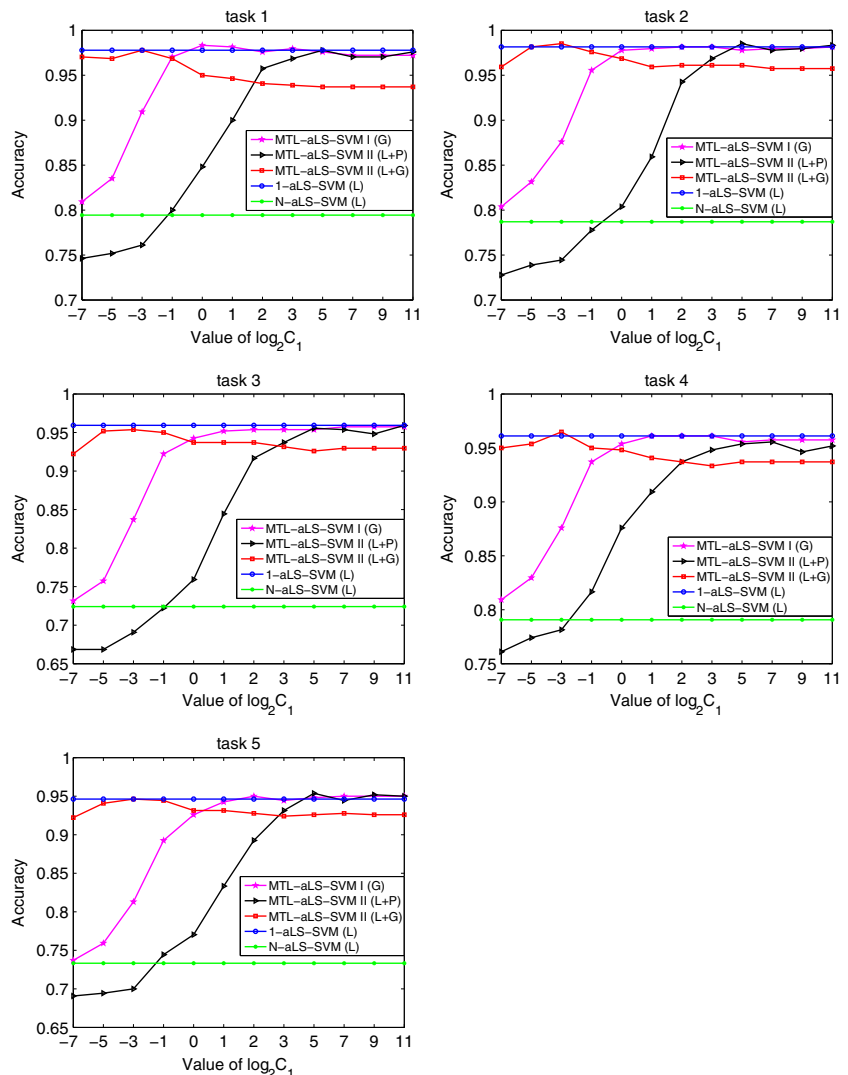 task 1
1
0.95
0.9
0.85
0.8
0.75
0.7
Accuracy
MTL−aLS−SVM I (G)
MTL−aLS−SVM II (L+P)
MTL−aLS−SVM II (L+G)
1−aLS−SVM (L)
N−aLS−SVM (L)
−7 −5 −3 −1 0 1 2 3 5 7 9 11
Value of log₂C₁
task 2
1
0.95
0.9
0.85
0.8
0.75
0.7
Accuracy
MTL−aLS−SVM I (G)
MTL−aLS−SVM II (L+P)
MTL−aLS−SVM II (L+G)
1−aLS−SVM (L)
N−aLS−SVM (L)
−7 −5 −3 −1 0 1 2 3 5 7 9 11
Value of log₂C₁
task 3
1
0.95
0.9
0.85
0.8
0.75
0.7
0.65
Accuracy
MTL−aLS−SVM I (G)
MTL−aLS−SVM II (L+P)
MTL−aLS−SVM II (L+G)
1−aLS−SVM (L)
N−aLS−SVM (L)
−7 −5 −3 −1 0 1 2 3 5 7 9 11
Value of log₂C₁
task 4
1
0.95
0.9
0.85
0.8
0.75
Accuracy
MTL−aLS−SVM I (G)
MTL−aLS−SVM II (L+P)
MTL−aLS−SVM II (L+G)
1−aLS−SVM (L)
N−aLS−SVM (L)
−7 −5 −3 −1 0 1 2 3 5 7 9 11
Value of log₂C₁
task 5
1
0.95
0.9
0.85
0.8
0.75
0.7
0.65
Accuracy
MTL−aLS−SVM I (G)
MTL−aLS−SVM II (L+P)
MTL−aLS−SVM II (L+G)
1−aLS−SVM (L)
N−aLS−SVM (L)
−7 −5 −3 −1 0 1 2 3 5 7 9 11
Value of log₂C₁